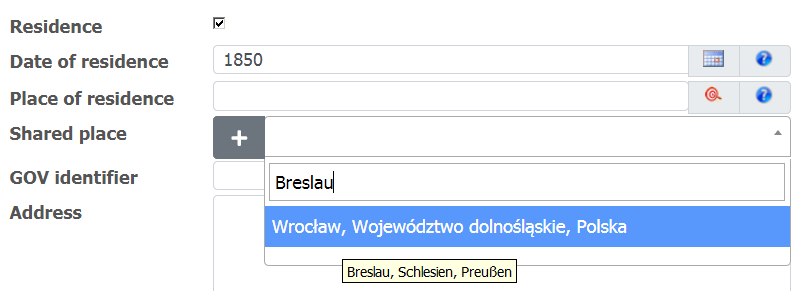 Residence
Date of residence 1850
Place of residence
Shared place
GOV identifier
Breslau
Address
Wrocław, Województwo dolnośląskie, Polska
Breslau, Schlesien, Preußen